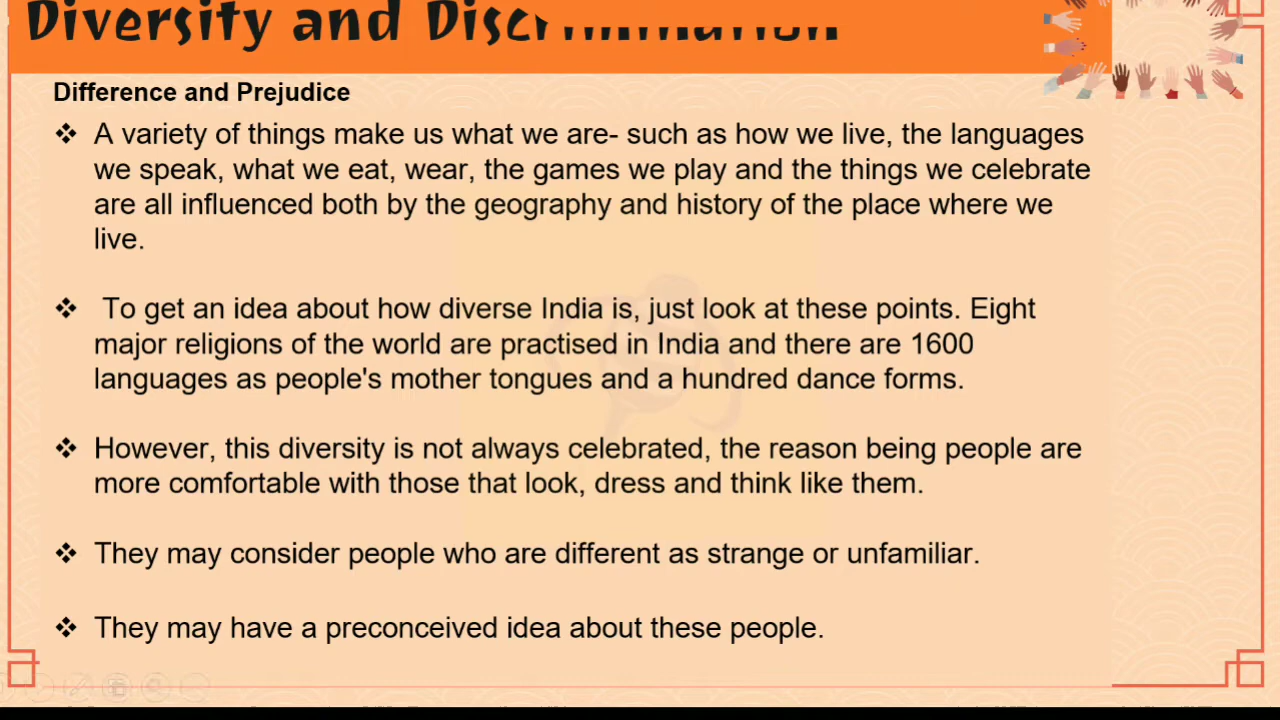 Diversity and Discrimination
Difference and Prejudice
❖ A variety of things make us what we are- such as how we live, the languages
we speak, what we eat, wear, the games we play and the things we celebrate
are all influenced both by the geography and history of the place where we
live.
❖ To get an idea about how diverse India is, just look at these points. Eight
major religions of the world are practised in India and there are 1600
languages as people's mother tongues and a hundred dance forms.
❖ However, this diversity is not always celebrated, the reason being people are
more comfortable with those that look, dress and think like them.
❖ They may consider people who are different as strange or unfamiliar.
❖ They may have a preconceived idea about these people.